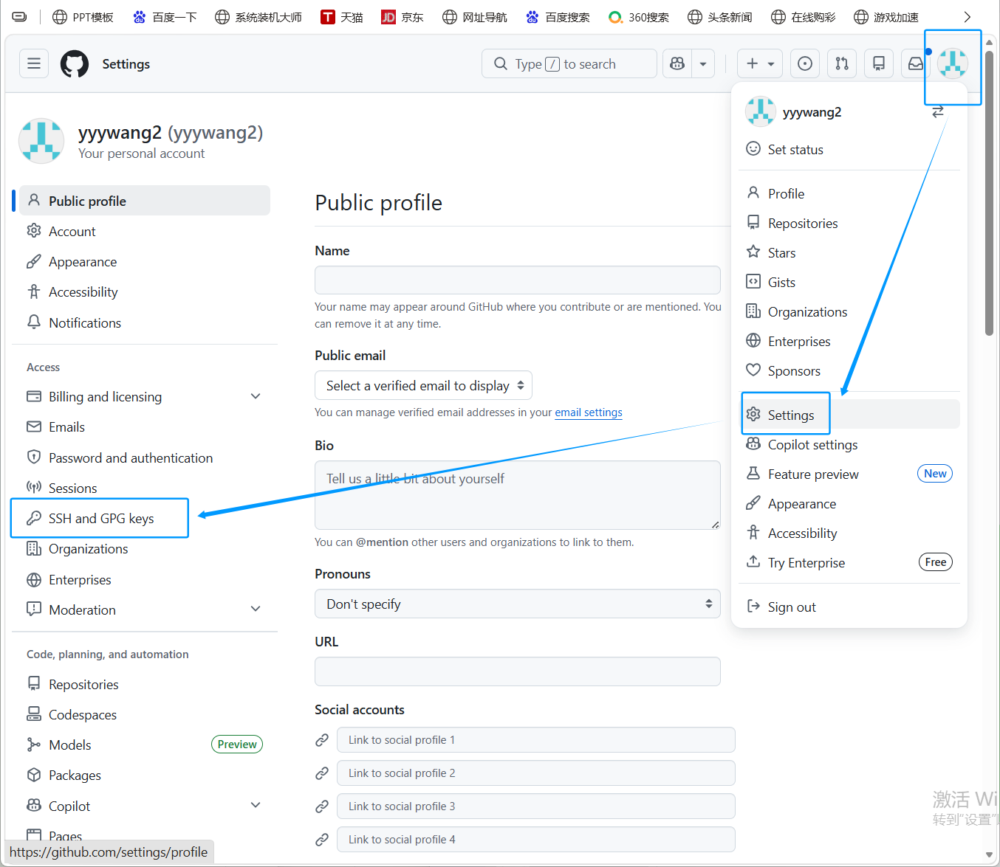 PPT模板
百度一下
系统装机大师
T
天猫
JD
京东
网址导航
百度搜索
360搜索
头条新闻
在线购彩
游戏加速
Settings
Type / to search
yyywang2 (yyywang2)
Your personal account
Public profile
Account
Appearance
Accessibility
Notifications
Access
Billing and licensing
Emails
Password and authentication
Sessions
SSH and GPG keys
Organizations
Enterprises
Moderation
Code, planning, and automation
Repositories
Codespaces
Models
Preview
Packages
Copilot
Pages
https://github.com/settings/profile
Public profile
Name
Your name may appear around GitHub where you contribute or are mentioned. You
can remove it at any time.
Public email
Select a verified email to display
You can manage verified email addresses in your email settings
Bio
Tell us a little bit about yourself
You can @mention other users and organizations to link to them.
Pronouns
Don't specify
URL
Social accounts
Link to social profile 1
Link to social profile 2
Link to social profile 3
Link to social profile 4
yyywang2
Set status
Profile
Repositories
Stars
Gists
Organizations
Enterprises
Sponsors
Settings
Copilot settings
Feature preview
New
Appearance
Accessibility
Try Enterprise
Free
Sign out
激活 Wi
转到"设置"